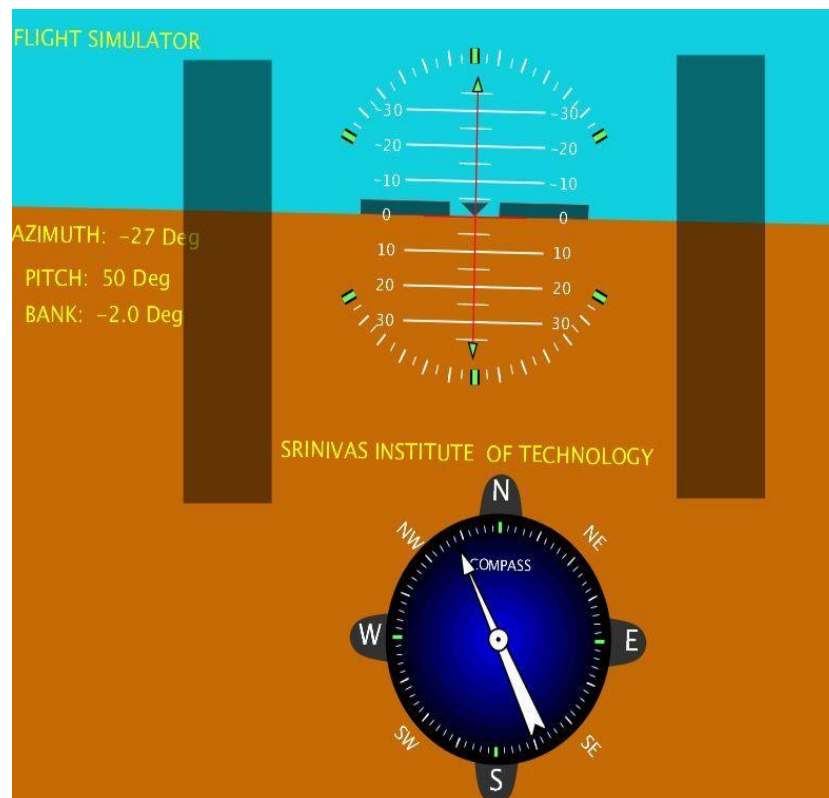 FLIGHT SIMULATOR
-30 -30
-20 -20
-10 -10
0 0
AZIMUTH: -27 Deg
10 10
PITCH: 50 Deg
20 20
BANK: -2.0 Deg
30 30
SRINIVAS INSTITUTE OF TECHNOLOGY
N
NW NE
COMPASS
W E
SW SE
S